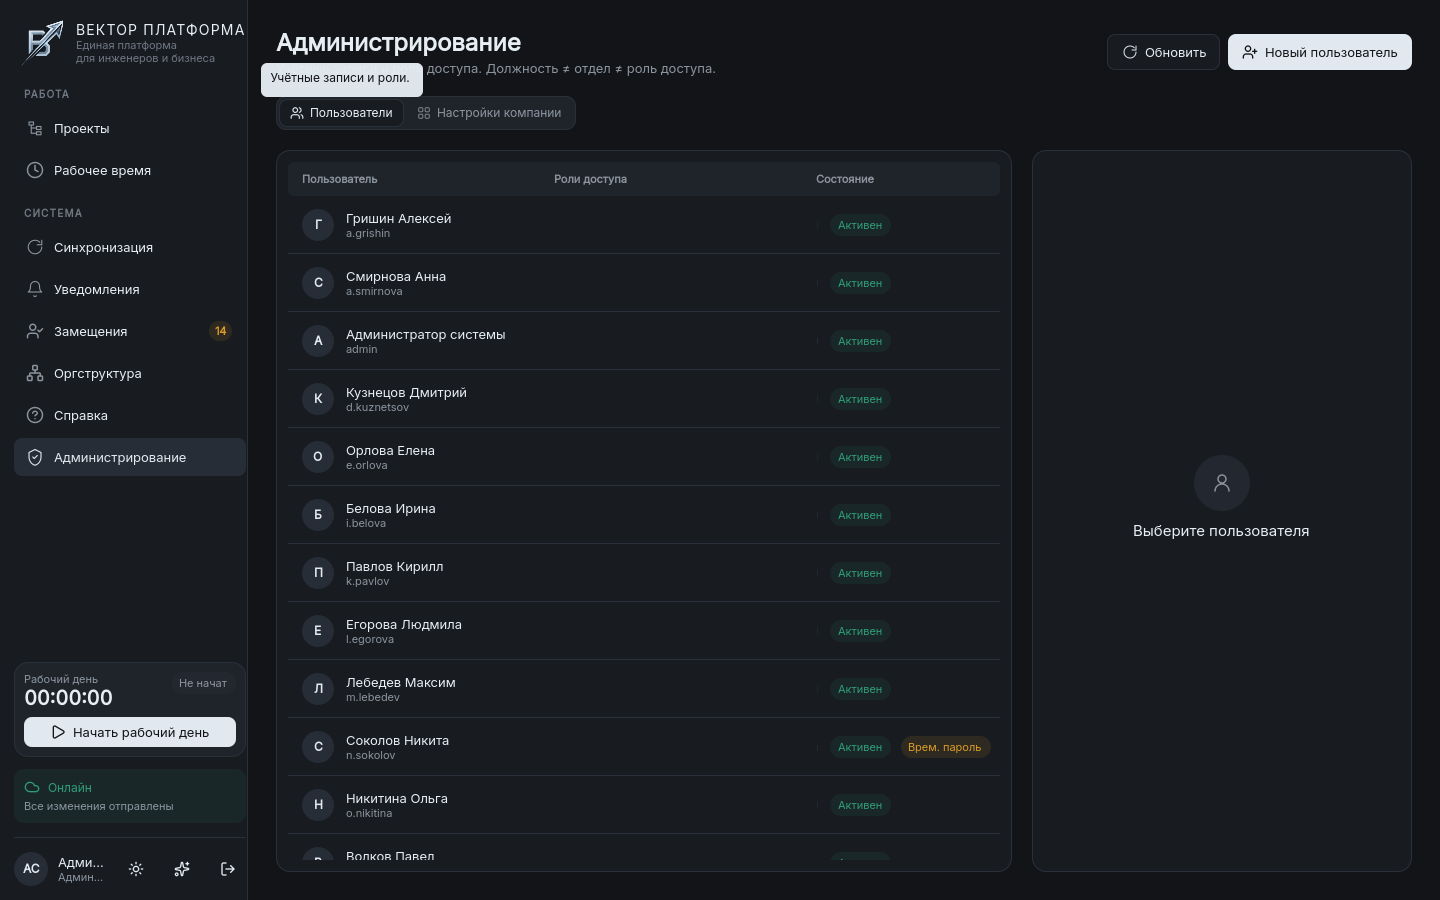 ВЕКТОР ПЛАТФОРМА
Единая платформа
для инженеров и бизнеса
РАБОТА
Проекты
Рабочее время
СИСТЕМА
Синхронизация
Уведомления
Замещения 14
Оргструктура
Справка
Администрирование
Рабочий день
Не начат
00:00:00
Начать рабочий день
Онлайн
Все изменения отправлены
АС
Адми...
Админ...
Администрирование
доступа. Должность ≠ отдел ≠ роль доступа.
Учётные записи и роли.
Обновить
Новый пользователь
Пользователи
Настройки компании
Пользователь Роли доступа Состояние
Г Гришин Алексей Активен
a.grishin
С Смирнова Анна Активен
a.smirnova
А Администратор системы Активен
admin
К Кузнецов Дмитрий Активен
d.kuznetsov
О Орлова Елена Активен
e.orlova
Б Белова Ирина Активен
i.belova
П Павлов Кирилл Активен
k.pavlov
Е Егорова Людмила Активен
l.egorova
Л Лебедев Максим Активен
m.lebedev
С Соколов Никита Активен Врем. пароль
n.sokolov
Н Никитина Ольга Активен
o.nikitina
Волков Павел
Выберите пользователя